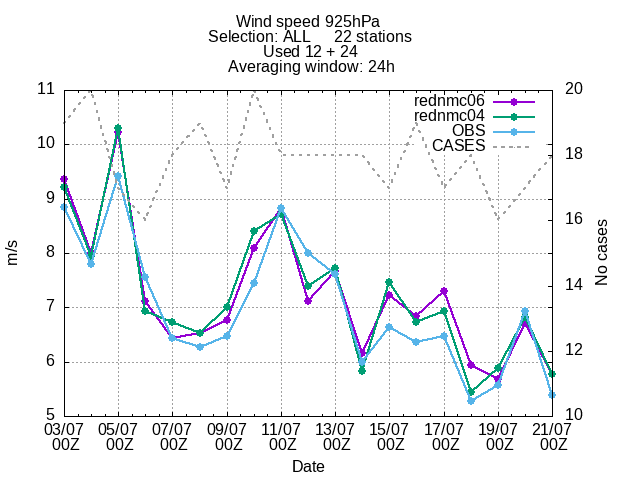 Wind speed 925hPa
Selection: ALL 22 stations
Used 12 + 24
Averaging window: 24h
rednmc06
rednmc04
OBS
CASES
11
10
9
8
7
6
5
m/s
20
18
16
14
12
10
No cases
03/07 05/07 07/07 09/07 11/07 13/07 15/07 17/07 19/07 21/07
00Z 00Z 00Z 00Z 00Z 00Z 00Z 00Z 00Z 00Z
Date